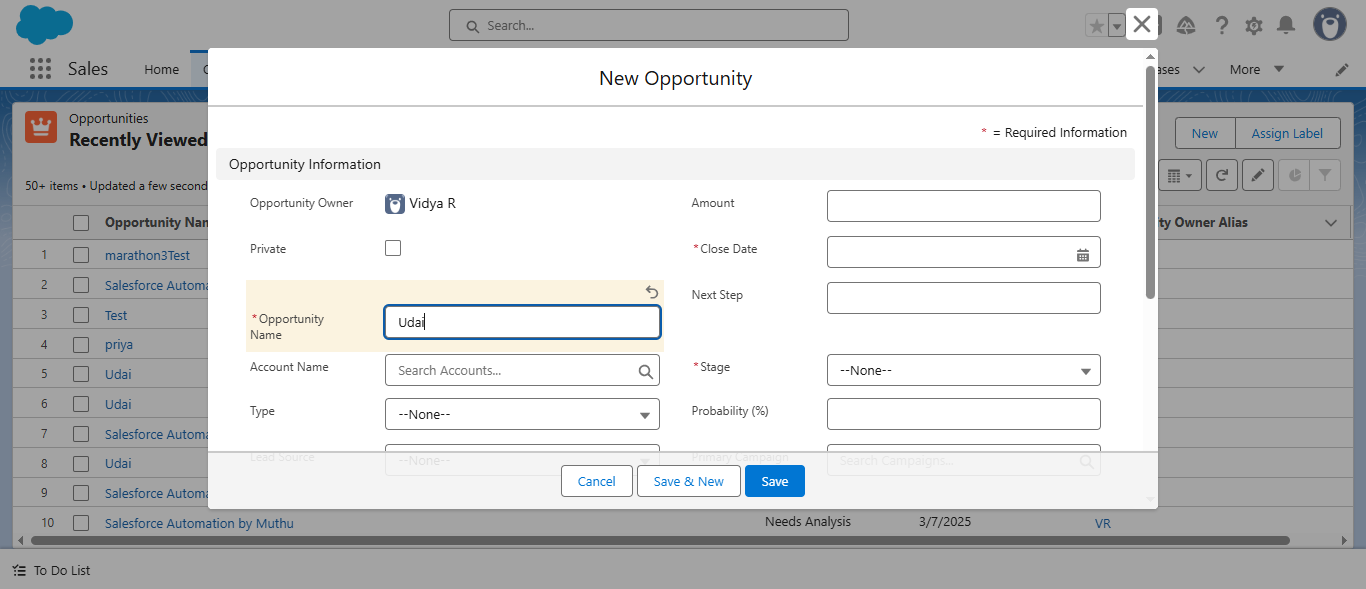 Search...
Sales
Home
ases
More
Opportunities
Recently Viewed
New
Assign Label
50+ items • Updated a few second
Opportunity Nam
ty Owner Alias
1 marathon3Test
2 Salesforce Automa
3 Test
4 priya
5 Udai
6 Udai
7 Salesforce Automa
8 Udai
9 Salesforce Automa
10 Salesforce Automation by Muthu Needs Analysis 3/7/2025 VR
To Do List
New Opportunity
* = Required Information
Opportunity Information
Opportunity Owner Vidya R
Amount
Private
*Close Date
Next Step
*Opportunity
Name
Udai
Account Name Search Accounts...
*Stage --None--
Type --None--
Probability (%)
Lead Source --None--
Primary Campaign Search Campaigns...
Cancel
Save & New
Save